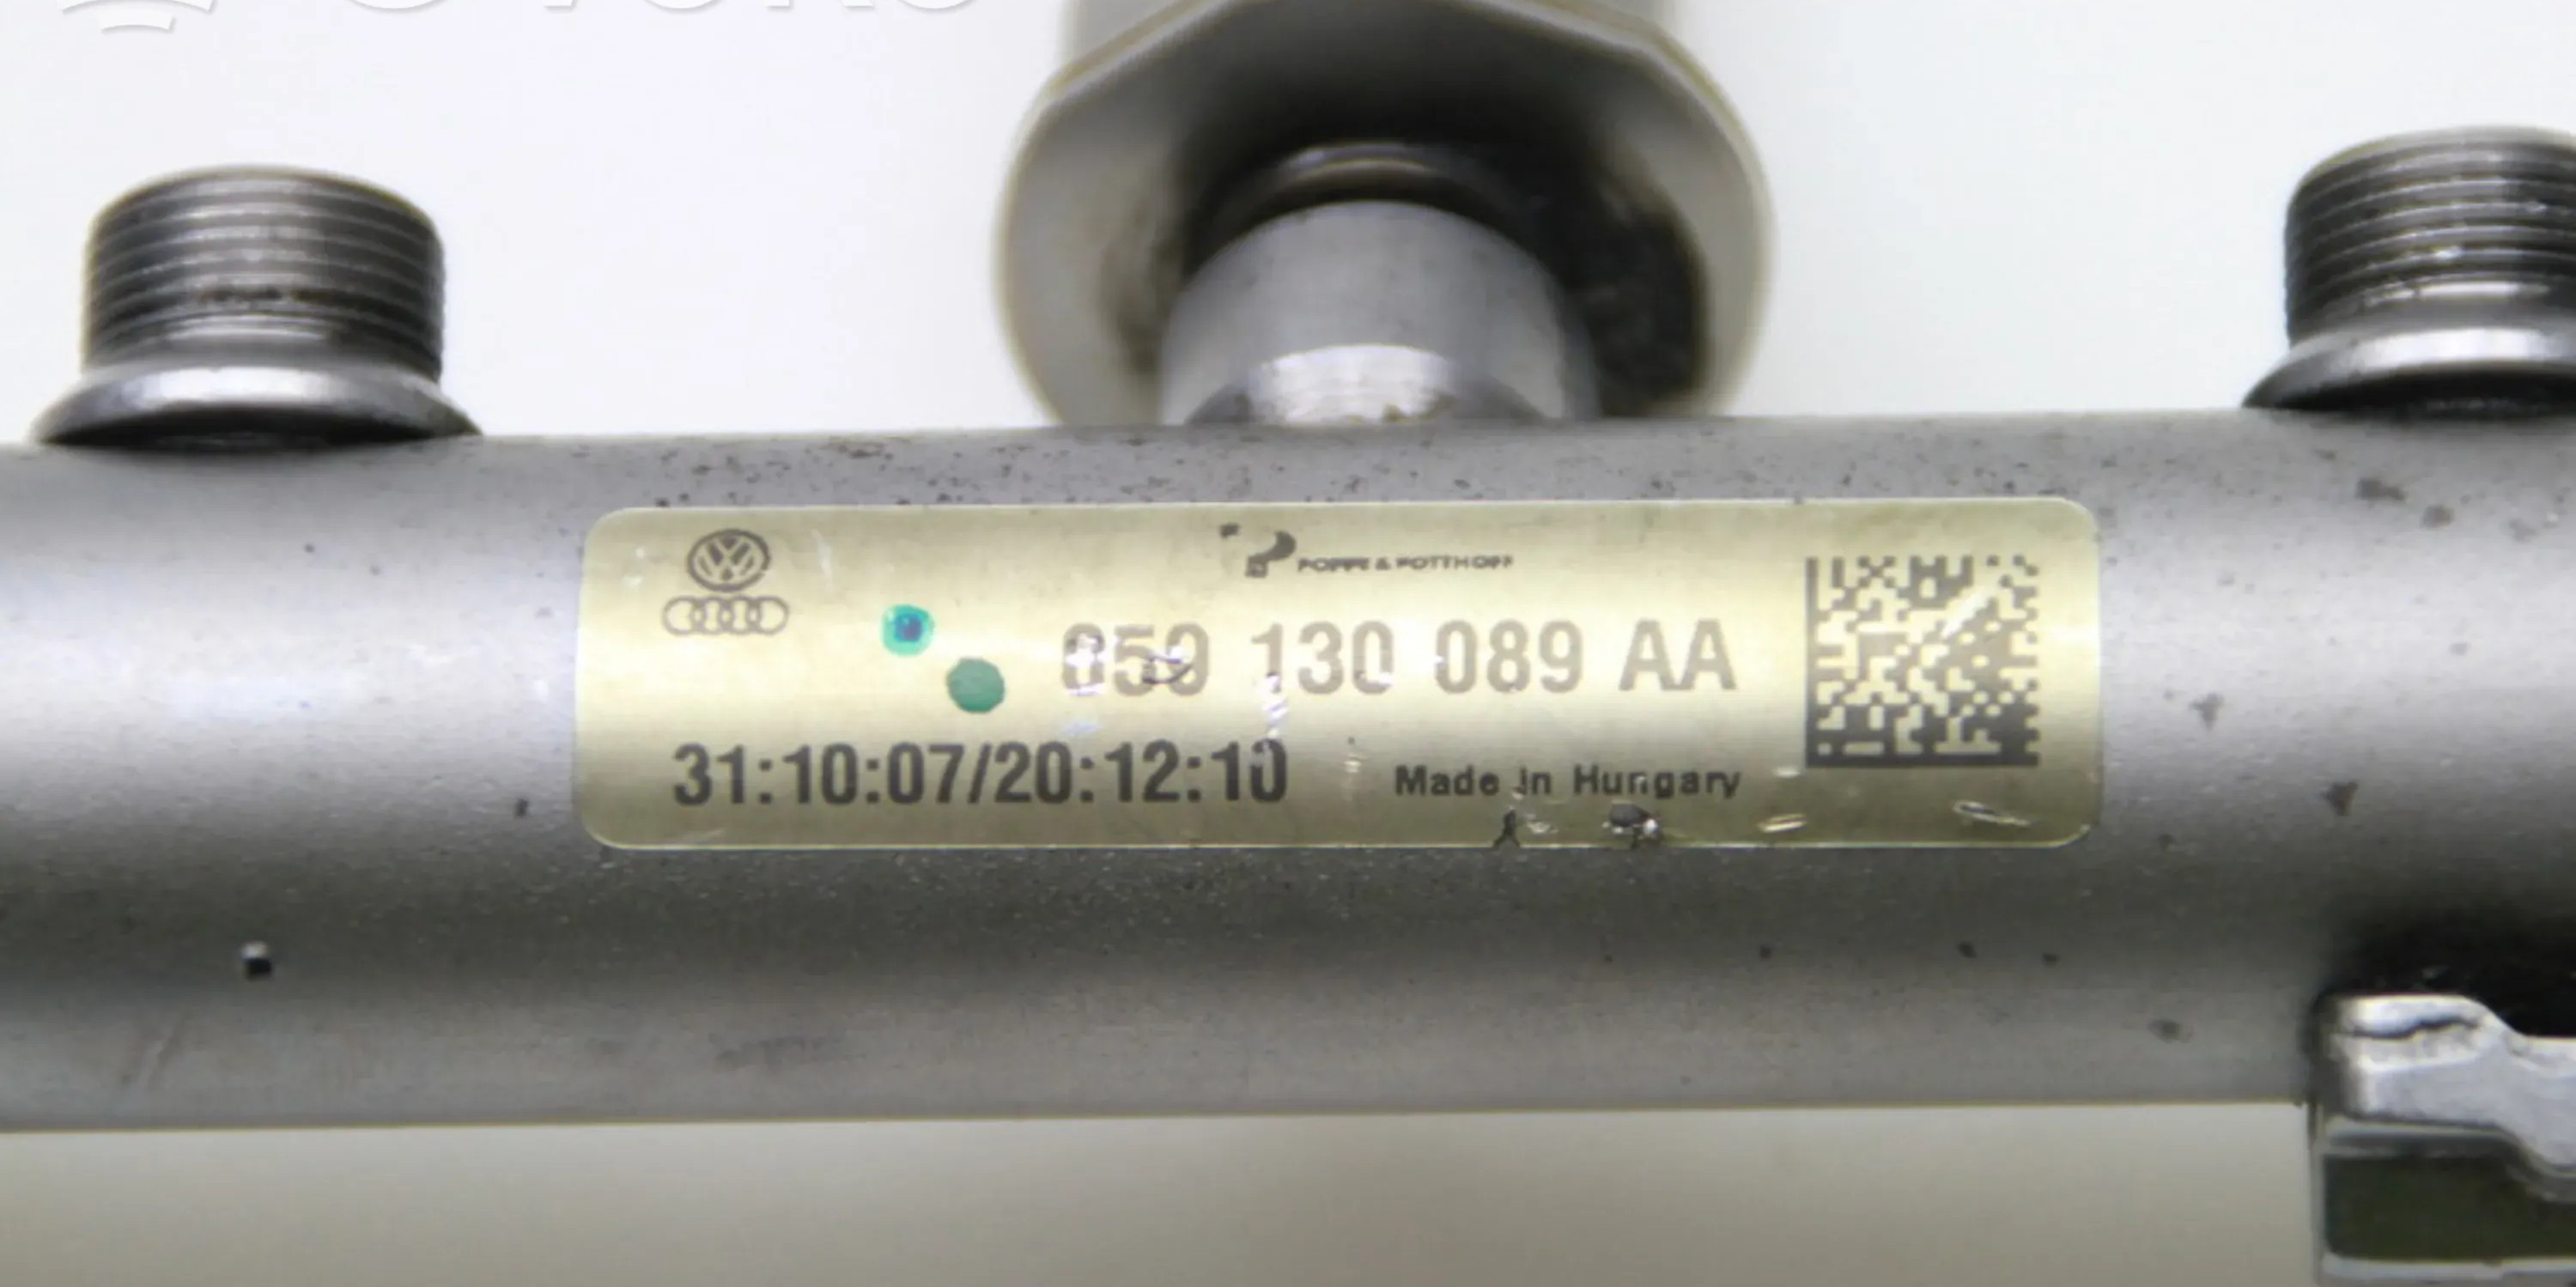 POPPE & POTTHOFF
059 130 089 AA
31:10:07/20:12:10
Made in Hungary